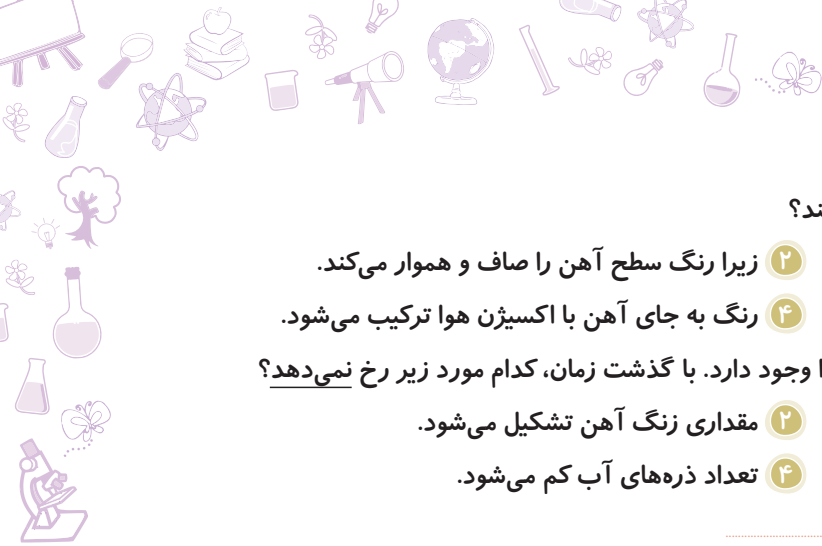 ند؟
۲ زیرا رنگ سطح آهن را صاف و هموار می‌کند.
۴ رنگ به جای آهن با اکسیژن هوا ترکیب می‌شود.
ا وجود دارد. با گذشت زمان، کدام مورد زیر رخ نمی‌دهد؟
۲ مقداری زنگ آهن تشکیل می‌شود.
۴ تعداد ذره‌های آب کم می‌شود.